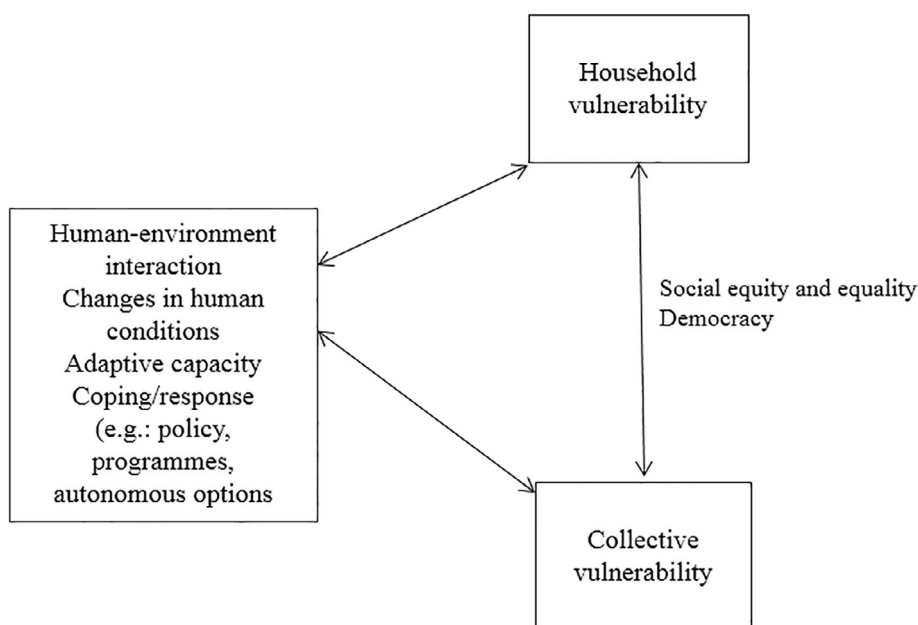 Household
vulnerability
Human-environment
interaction
Changes in human
conditions
Adaptive capacity
Coping/response
(e.g.: policy,
programmes,
autonomous options
Social equity and equality
Democracy
Collective
vulnerability